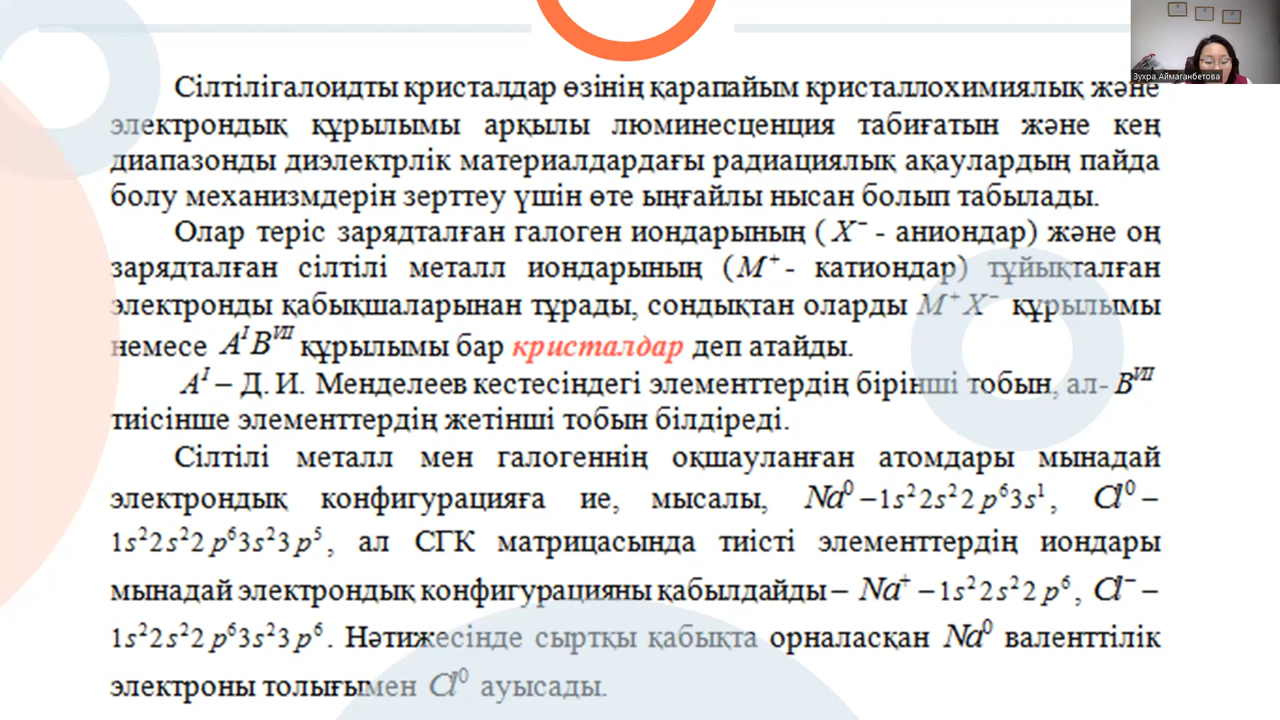 Зухра Аймаганбетова
Сілтілігалоидты кристалдар өзінің қарапайым кристаллохимиялық және
электрондық құрылымы арқылы люминесценция табиғатын және кең
диапазонды диэлектрлік материалдардағы радиациялық ақаулардың пайда
болу механизмдерін зерттеу үшін өте ыңғайлы нысан болып табылады.
Олар теріс зарядталған галоген иондарының ( X⁻ - аниондар) және оң
зарядталған сілтілі металл иондарының (M⁺ - катиондар) тұйықталған
электронды қабықшаларынан тұрады, сондықтан оларды M⁺X⁻ құрылымы
немесе AᴵBⱽᴵᴵ құрылымы бар кристалдар деп атайды.
Aᴵ – Д. И. Менделеев кестесіндегі элементтердің бірінші тобын, ал- Bⱽᴵᴵ
тиісінше элементтердің жетінші тобын білдіреді.
Сілтілі металл мен галогеннің оқшауланған атомдары мынадай
электрондық конфигурацияға ие, мысалы, Na⁰ –1s²2s²2p⁶3s¹, Cl⁰ –
1s²2s²2p⁶3s²3p⁵, ал СГК матрицасында тиісті элементтердің иондары
мынадай электрондық конфигурацияны қабылдайды – Na⁺ –1s²2s²2p⁶, Cl⁻ –
1s²2s²2p⁶3s²3p⁶. Нәтижесінде сыртқы қабықта орналасқан Na⁰ валенттілік
электроны толығымен Cl⁰ ауысады.